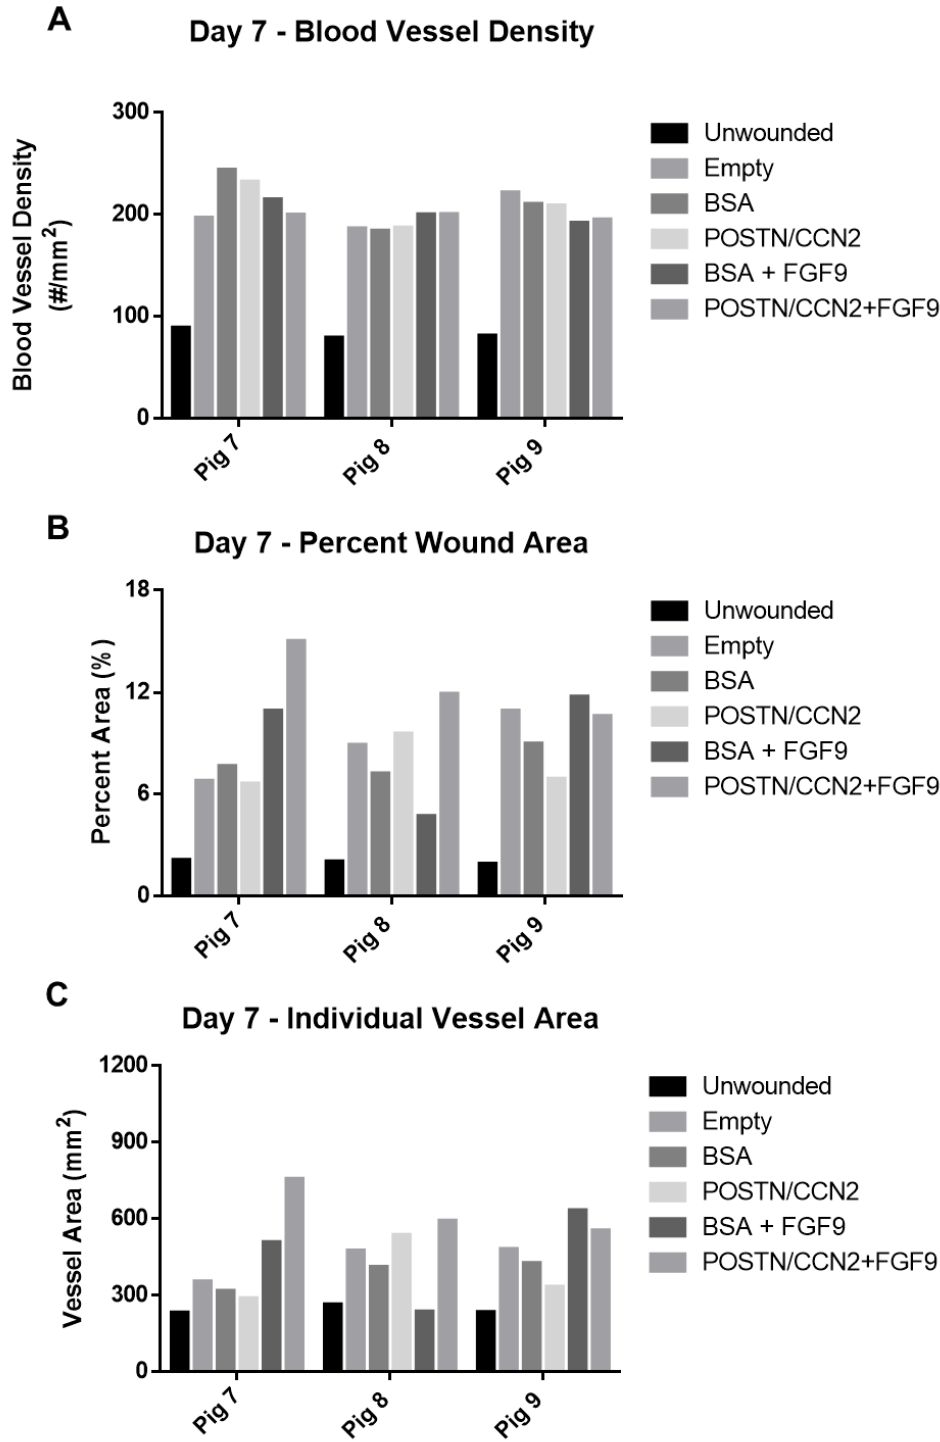 A
Day 7 - Blood Vessel Density
Blood Vessel Density
(#/mm²)
300
200
100
0
Pig 7
Pig 8
Pig 9
Unwounded
Empty
BSA
POSTN/CCN2
BSA + FGF9
POSTN/CCN2+FGF9
B
Day 7 - Percent Wound Area
Percent Area (%)
18
12
6
0
Pig 7
Pig 8
Pig 9
Unwounded
Empty
BSA
POSTN/CCN2
BSA + FGF9
POSTN/CCN2+FGF9
C
Day 7 - Individual Vessel Area
Vessel Area (mm²)
1200
900
600
300
0
Pig 7
Pig 8
Pig 9
Unwounded
Empty
BSA
POSTN/CCN2
BSA + FGF9
POSTN/CCN2+FGF9